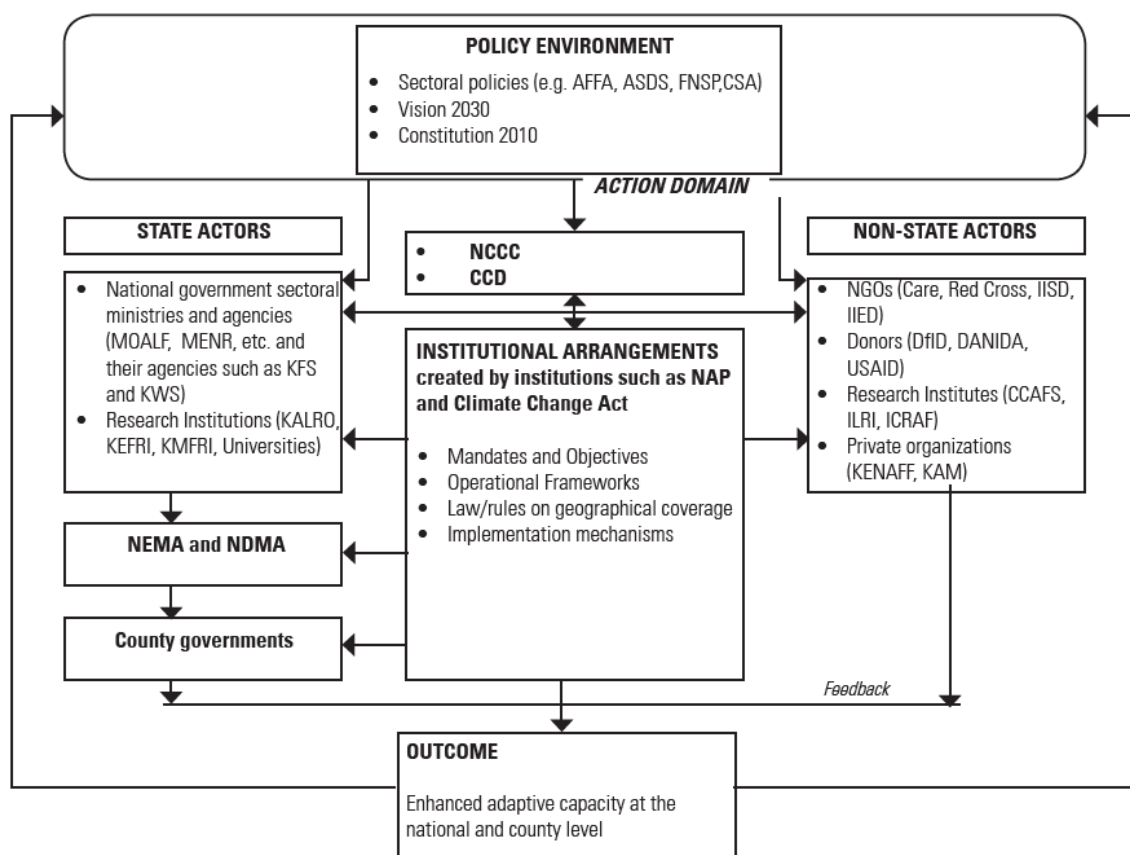 POLICY ENVIRONMENT
• Sectoral policies (e.g. AFFA, ASDS, FNSP,CSA)
• Vision 2030
• Constitution 2010
ACTION DOMAIN
STATE ACTORS
• National government sectoral
ministries and agencies
(MOALF, MENR, etc. and
their agencies such as KFS
and KWS)
• Research Institutions (KALRO,
KEFRI, KMFRI, Universities)
NEMA and NDMA
County governments
• NCCC
• CCD
INSTITUTIONAL ARRANGEMENTS
created by institutions such as NAP
and Climate Change Act
• Mandates and Objectives
• Operational Frameworks
• Law/rules on geographical coverage
• Implementation mechanisms
NON-STATE ACTORS
• NGOs (Care, Red Cross, IISD,
IIED)
• Donors (DfID, DANIDA,
USAID)
• Research Institutes (CCAFS,
ILRI, ICRAF)
• Private organizations
(KENAFF, KAM)
Feedback
OUTCOME
Enhanced adaptive capacity at the
national and county level